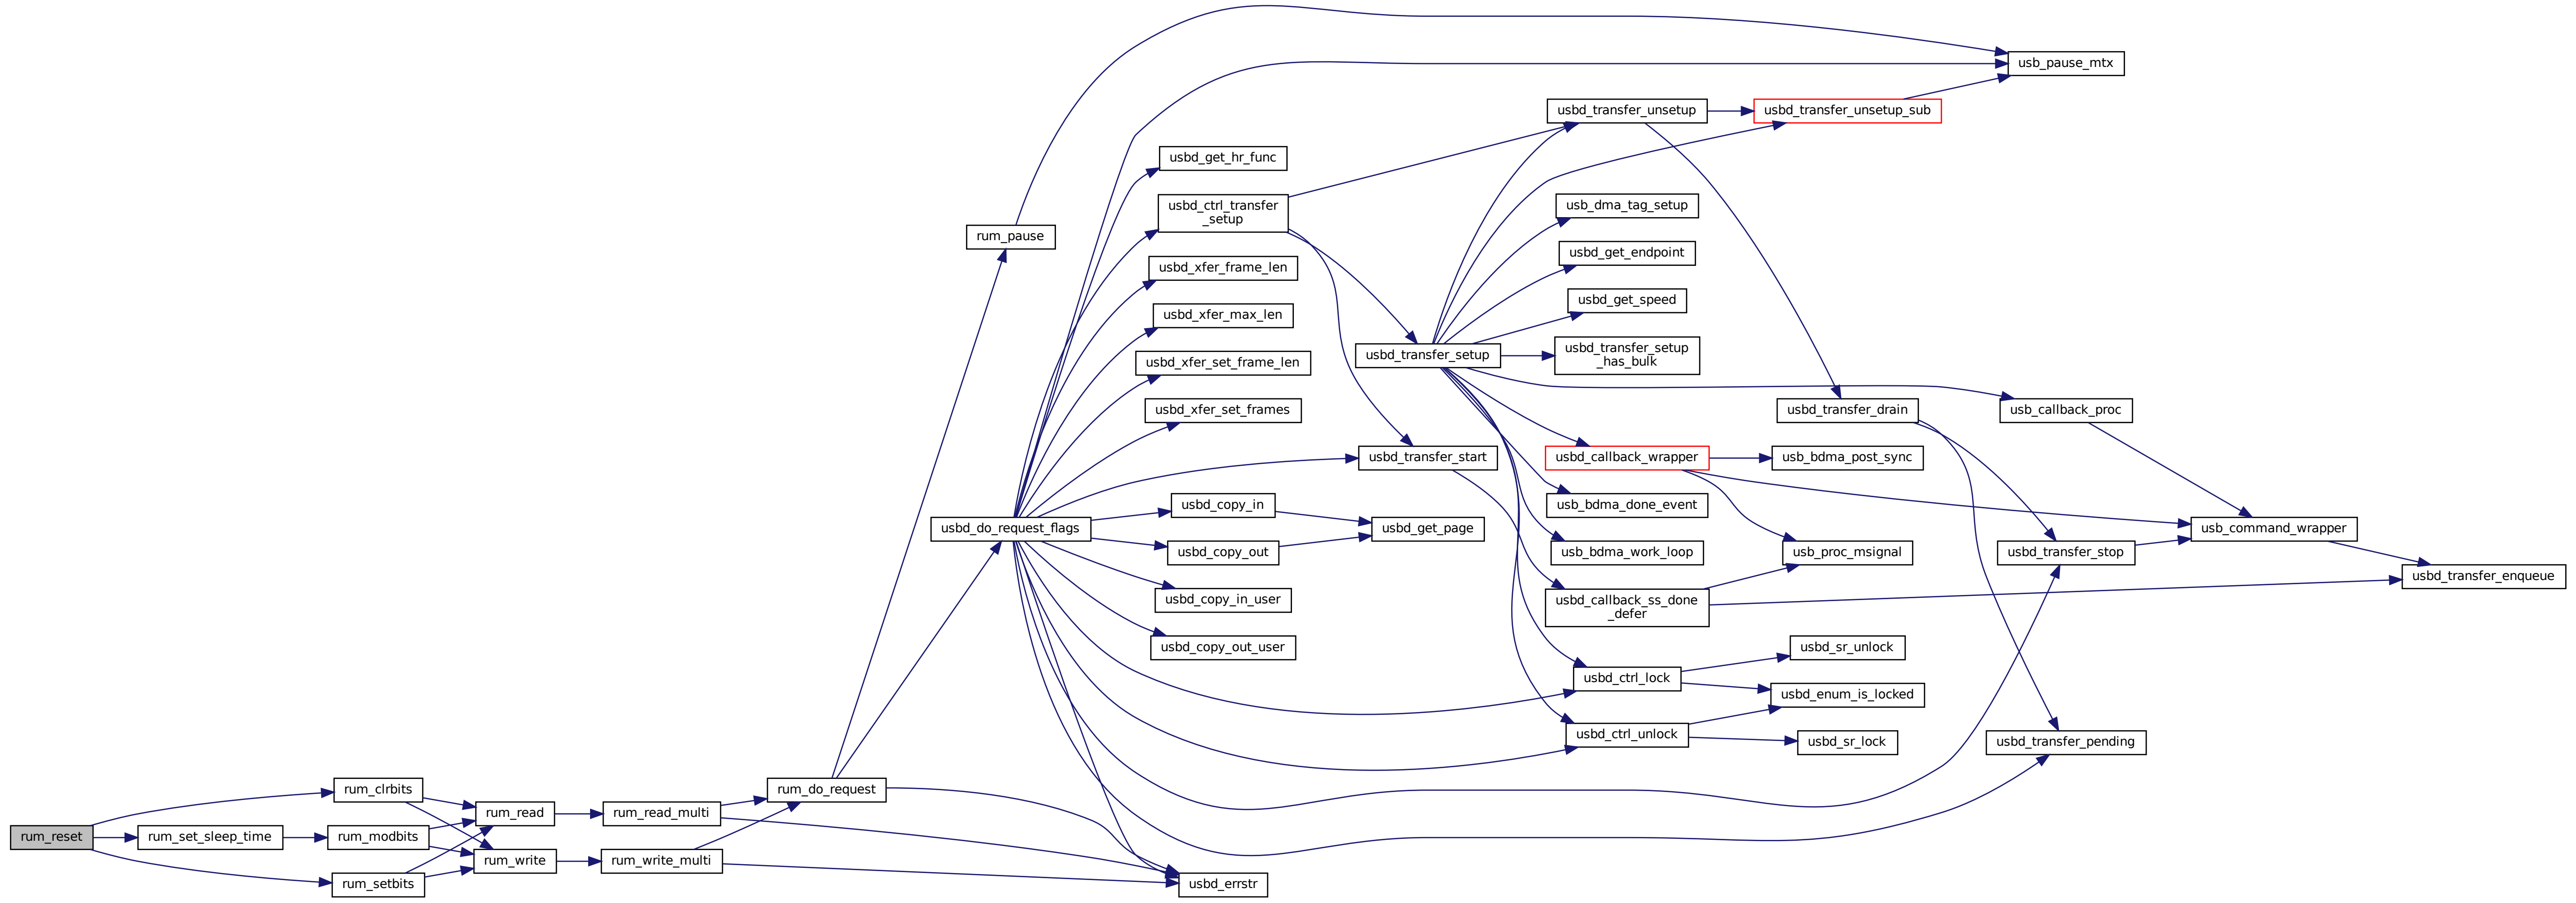 usb_pause_mtx
usbd_transfer_unsetup
usbd_transfer_unsetup_sub
usbd_get_hr_func
usbd_ctrl_transfer
_setup
usb_dma_tag_setup
rum_pause
usbd_get_endpoint
usbd_xfer_frame_len
usbd_get_speed
usbd_xfer_max_len
usbd_transfer_setup
usbd_transfer_setup
_has_bulk
usbd_xfer_set_frame_len
usbd_xfer_set_frames
usbd_transfer_drain
usb_callback_proc
usbd_transfer_start
usbd_callback_wrapper
usb_bdma_post_sync
usbd_copy_in
usb_bdma_done_event
usbd_do_request_flags
usbd_get_page
usb_command_wrapper
usbd_copy_out
usb_bdma_work_loop
usb_proc_msignal
usbd_transfer_stop
usbd_transfer_enqueue
usbd_copy_in_user
usbd_callback_ss_done
_defer
usbd_copy_out_user
usbd_sr_unlock
usbd_ctrl_lock
usbd_enum_is_locked
usbd_ctrl_unlock
usbd_sr_lock
usbd_transfer_pending
rum_clrbits
rum_do_request
rum_read
rum_read_multi
rum_reset
rum_set_sleep_time
rum_modbits
rum_write
rum_write_multi
rum_setbits
usbd_errstr